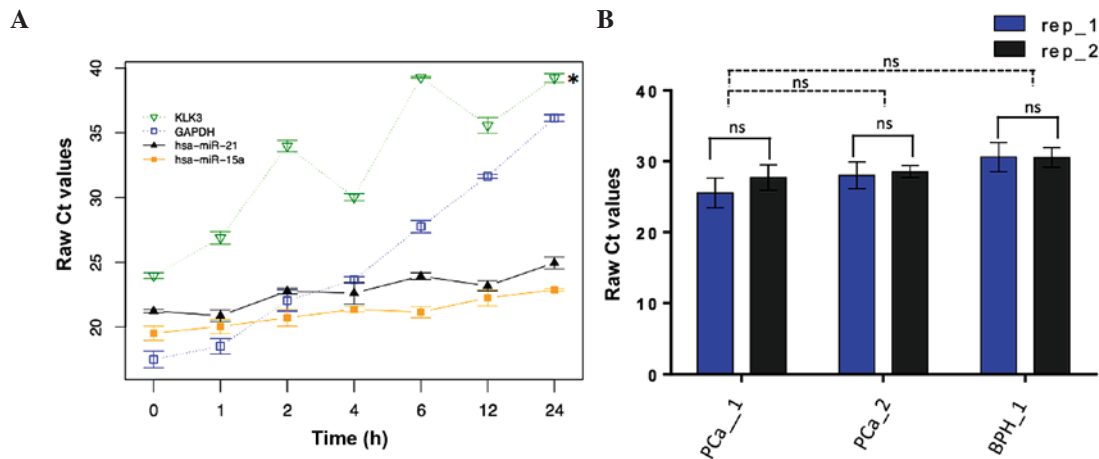 A
40
35
30
25
20
Raw Ct values
KLK3
GAPDH
hsa-miR-21
hsa-miR-15a
*
0 1 2 4 6 12 24
Time (h)
B
rep_1
rep_2
ns
ns
ns
ns
ns
40
30
20
10
0
Raw Ct values
PCa__1
PCa_2
BPH_1